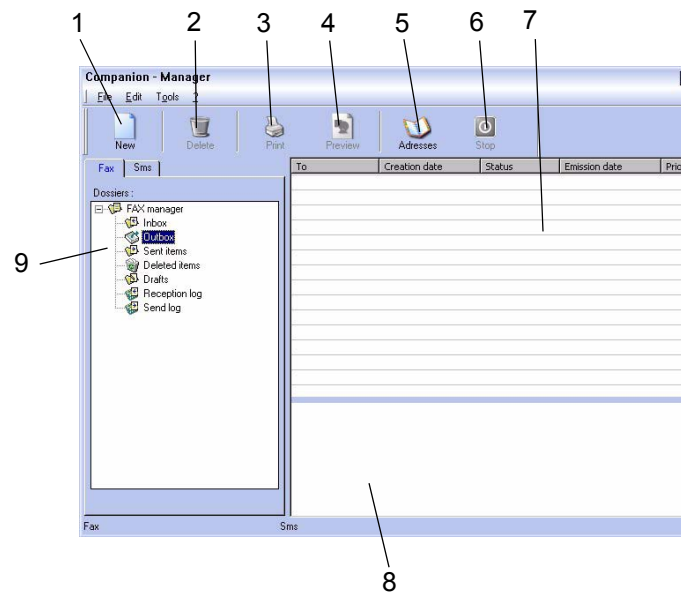 1 2 3 4 5 6 7
Companion - Manager
File Edit Tools ?
New Delete Print Preview Adresses Stop
Fax Sms
To Creation date Status Emission date Prio
Dossiers :
FAX manager
Inbox
Outbox
Sent items
Deleted items
Drafts
Reception log
Send log
9
Fax Sms
8